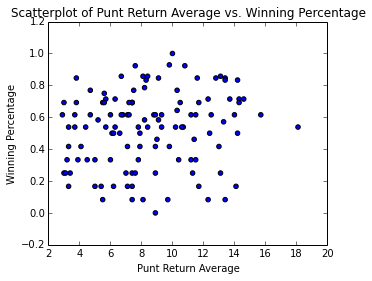 Scatterplot of Punt Return Average vs. Winning Percentage
1.2
1.0
0.8
0.6
0.4
0.2
0.0
−0.2
Winning Percentage
2 4 6 8 10 12 14 16 18 20
Punt Return Average